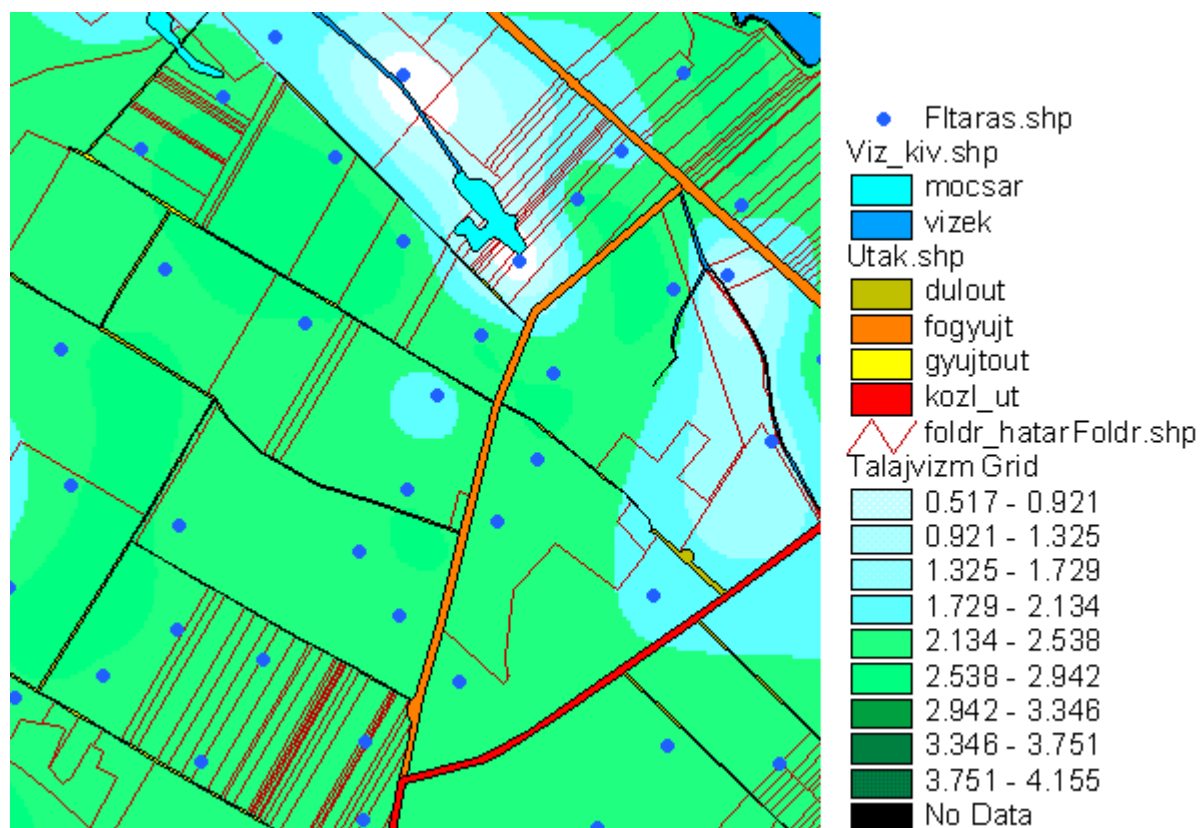 Fltaras.shp
Viz_kiv.shp
mocsar
vizek
Utak.shp
dulout
fogyujt
gyujtout
kozl_ut
foldr_hatarFoldr.shp
Talajvizm Grid
0.517 - 0.921
0.921 - 1.325
1.325 - 1.729
1.729 - 2.134
2.134 - 2.538
2.538 - 2.942
2.942 - 3.346
3.346 - 3.751
3.751 - 4.155
No Data